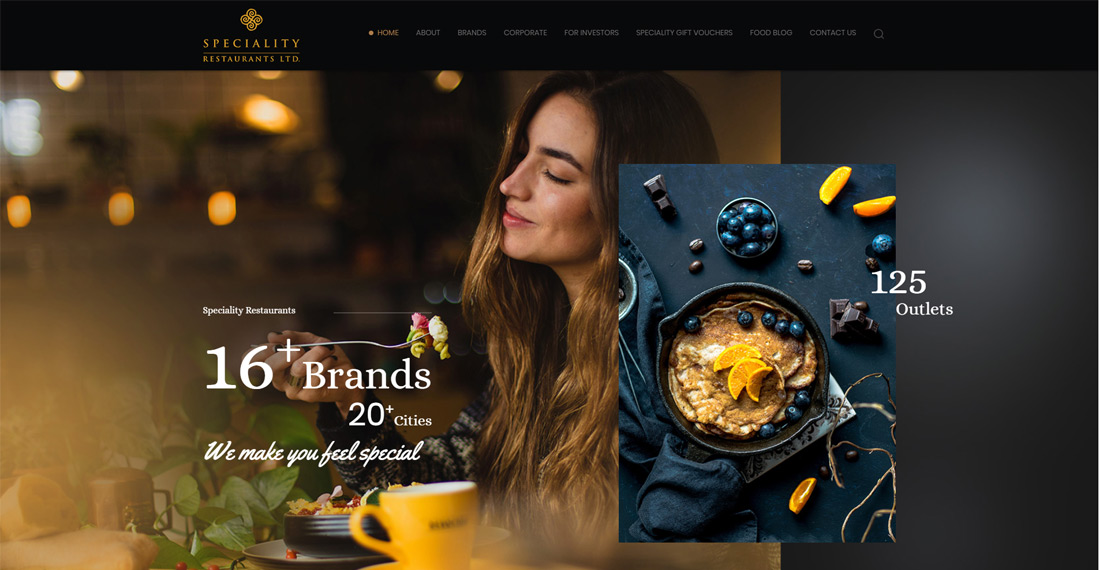 SPECIALITY
RESTAURANTS LTD.
HOME ABOUT BRANDS CORPORATE FOR INVESTORS SPECIALITY GIFT VOUCHERS FOOD BLOG CONTACT US
125
Outlets
Speciality Restaurants
16+ Brands
20+ Cities
We make you feel special